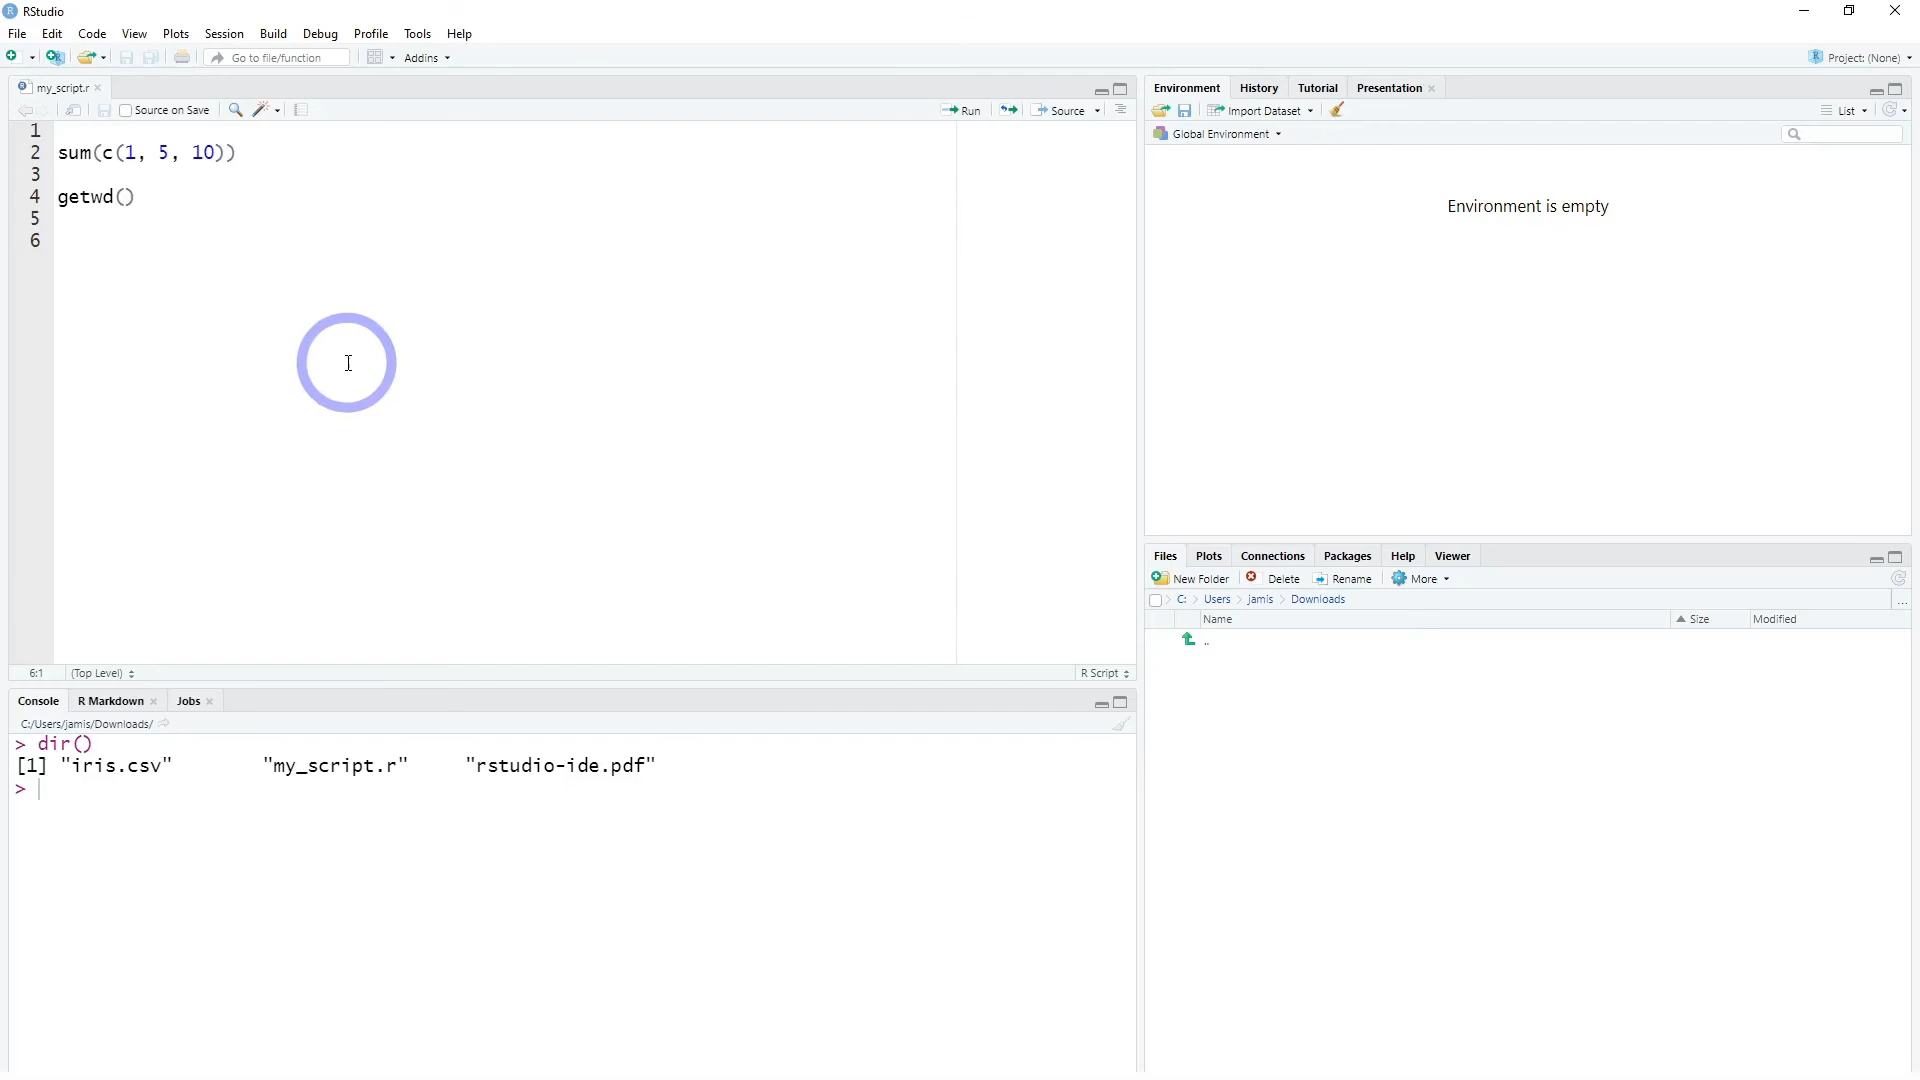 RStudio
File Edit Code View Plots Session Build Debug Profile Tools Help
Go to file/function Addins Project: (None)
my_script.r
Source on Save Run Source
1
2 sum(c(1, 5, 10))
3
4 getwd()
5
6
6:1 (Top Level) R Script
Console R Markdown Jobs
C:/Users/jamis/Downloads/
> dir()
[1] "iris.csv" "my_script.r" "rstudio-ide.pdf"
>
Environment History Tutorial Presentation
Import Dataset List
Global Environment
Environment is empty
Files Plots Connections Packages Help Viewer
New Folder Delete Rename More
C: Users jamis Downloads ...
Name Size Modified
..